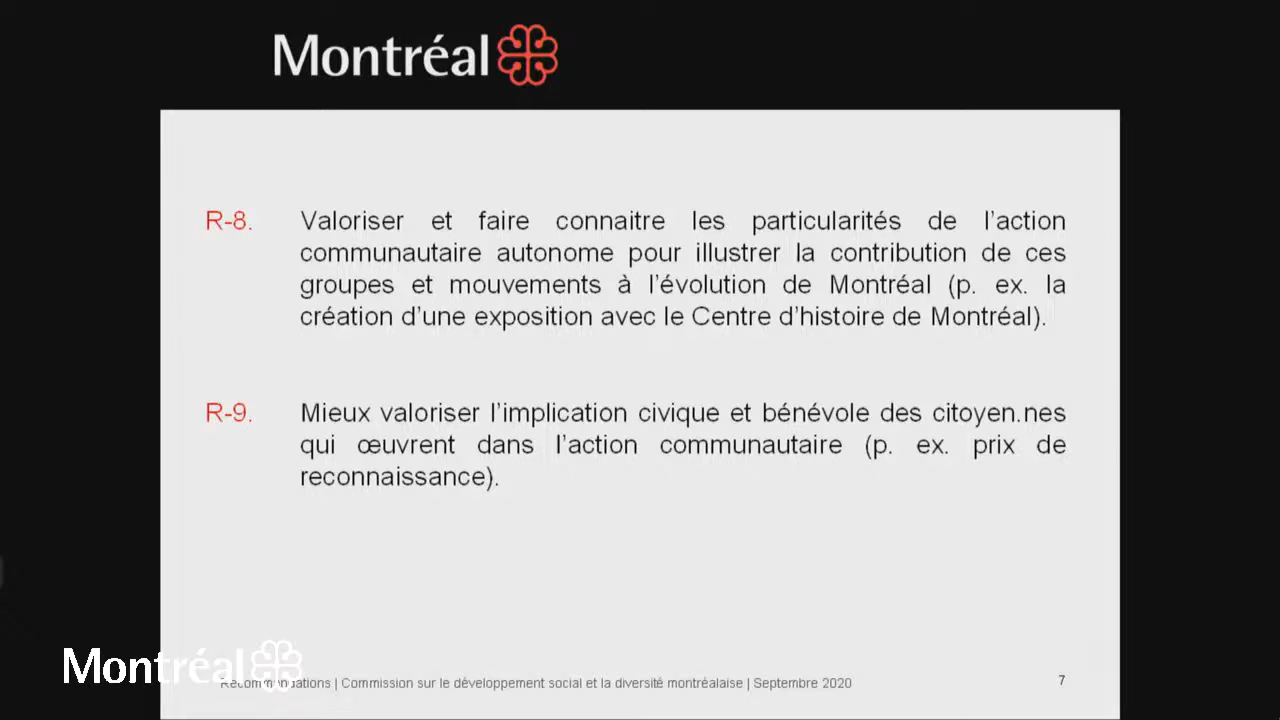 Montréal
R-8. Valoriser et faire connaitre les particularités de l'action
communautaire autonome pour illustrer la contribution de ces
groupes et mouvements à l'évolution de Montréal (p. ex. la
création d'une exposition avec le Centre d'histoire de Montréal).
R-9. Mieux valoriser l'implication civique et bénévole des citoyen.nes
qui œuvrent dans l'action communautaire (p. ex. prix de
reconnaissance).
Montréal
Recommandations | Commission sur le développement social et la diversité montréalaise | Septembre 2020
7